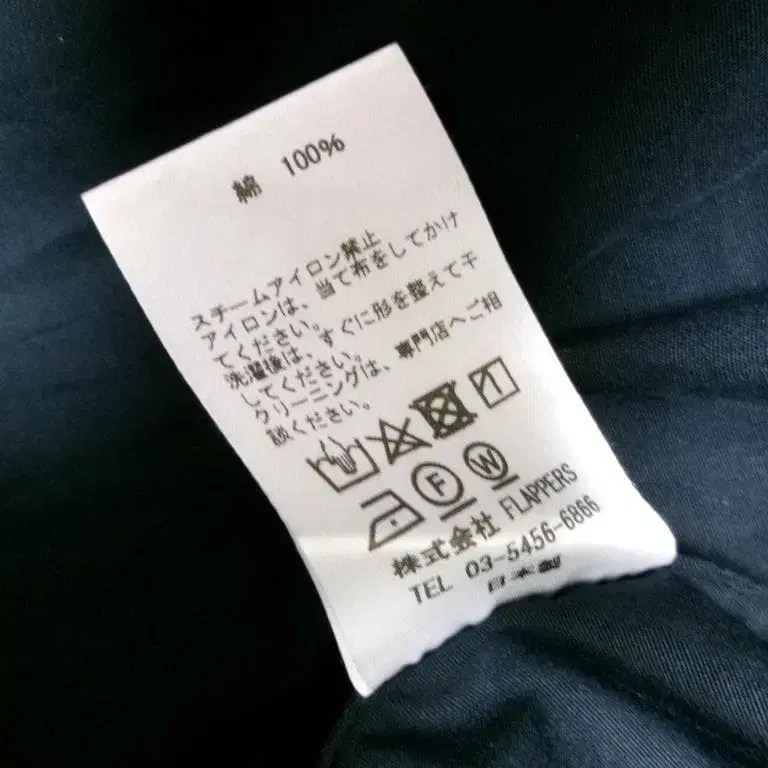 綿 100%
スチームアイロン禁止
アイロンは、当て布をしてかけ
てください。
洗濯後は、すぐに形を整えて干
してください。
クリーニングは、専門店へご相
談ください。
F W
株式会社 FLAPPERS
TEL 03-5456-6866
日本製